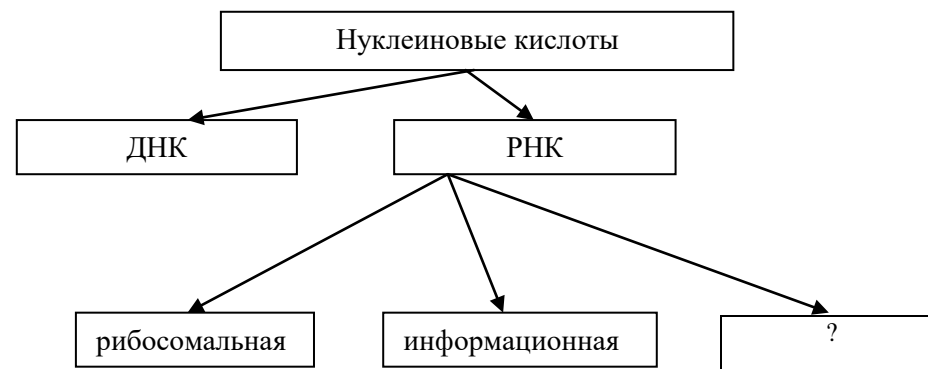 Нуклеиновые кислоты
ДНК
РНК
рибосомальная
информационная
?